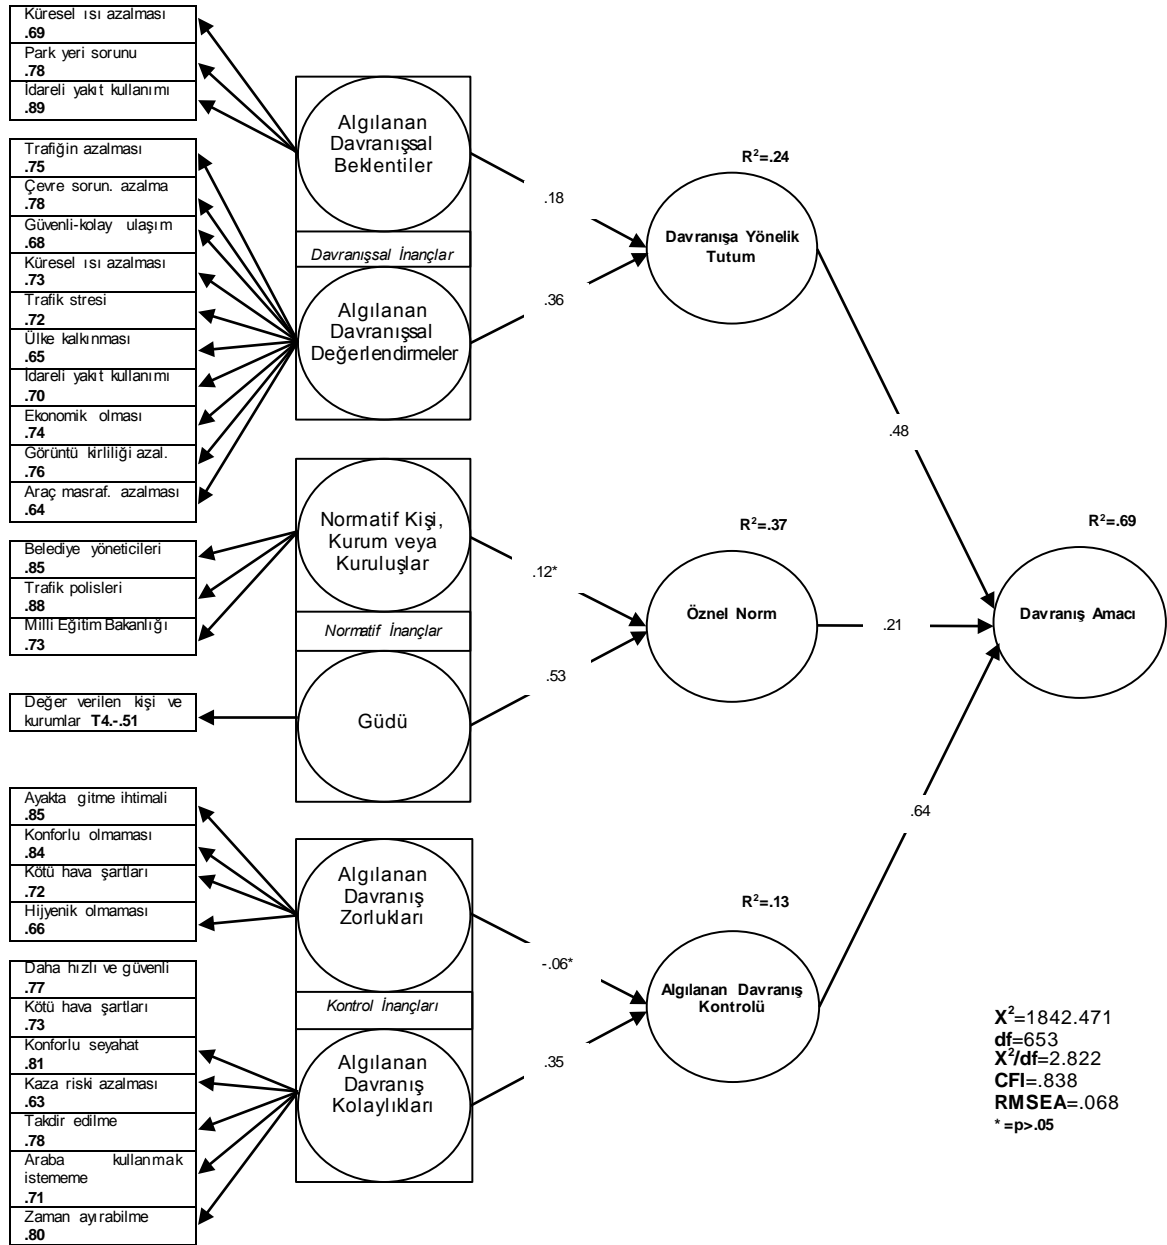 Küresel ısı azalması
.69
Park yeri sorunu
.78
İdareli yakıt kullanımı
.89
Trafiğin azalması
.75
Çevre sorun. azalma
.78
Güvenli-kolay ulaşım
.68
Küresel ısı azalması
.73
Trafik stresi
.72
Ülke kalkınması
.65
İdareli yakıt kullanımı
.70
Ekonomik olması
.74
Görüntü kirliliği azal.
.76
Araç masraf. azalması
.64
Belediye yöneticileri
.85
Trafik polisleri
.88
Milli Eğitim Bakanlığı
.73
Değer verilen kişi ve
kurumlar T4.-.51
Ayakta gitme ihtimali
.85
Konforlu olmaması
.84
Kötü hava şartları
.72
Hijyenik olmaması
.66
Daha hızlı ve güvenli
.77
Kötü hava şartları
.73
Konforlu seyahat
.81
Kaza riski azalması
.63
Takdir edilme
.78
Araba kullanmak
istememe
.71
Zaman ayırabilme
.80
Algılanan
Davranışsal
Beklentiler
Davranışsal İnançlar
Algılanan
Davranışsal
Değerlendirmeler
Normatif Kişi,
Kurum veya
Kuruluşlar
Normatif İnançlar
Güdü
Algılanan
Davranış
Zorlukları
Kontrol İnançları
Algılanan
Davranış
Kolaylıkları
.18
.36
.12*
.53
-.06*
.35
R²=.24
Davranışa Yönelik
Tutum
R²=.37
Öznel Norm
R²=.13
Algılanan Davranış
Kontrolü
.48
.21
.64
R²=.69
Davranış Amacı
X²=1842.471
df=653
X²/df=2.822
CFI=.838
RMSEA=.068
* =p>.05